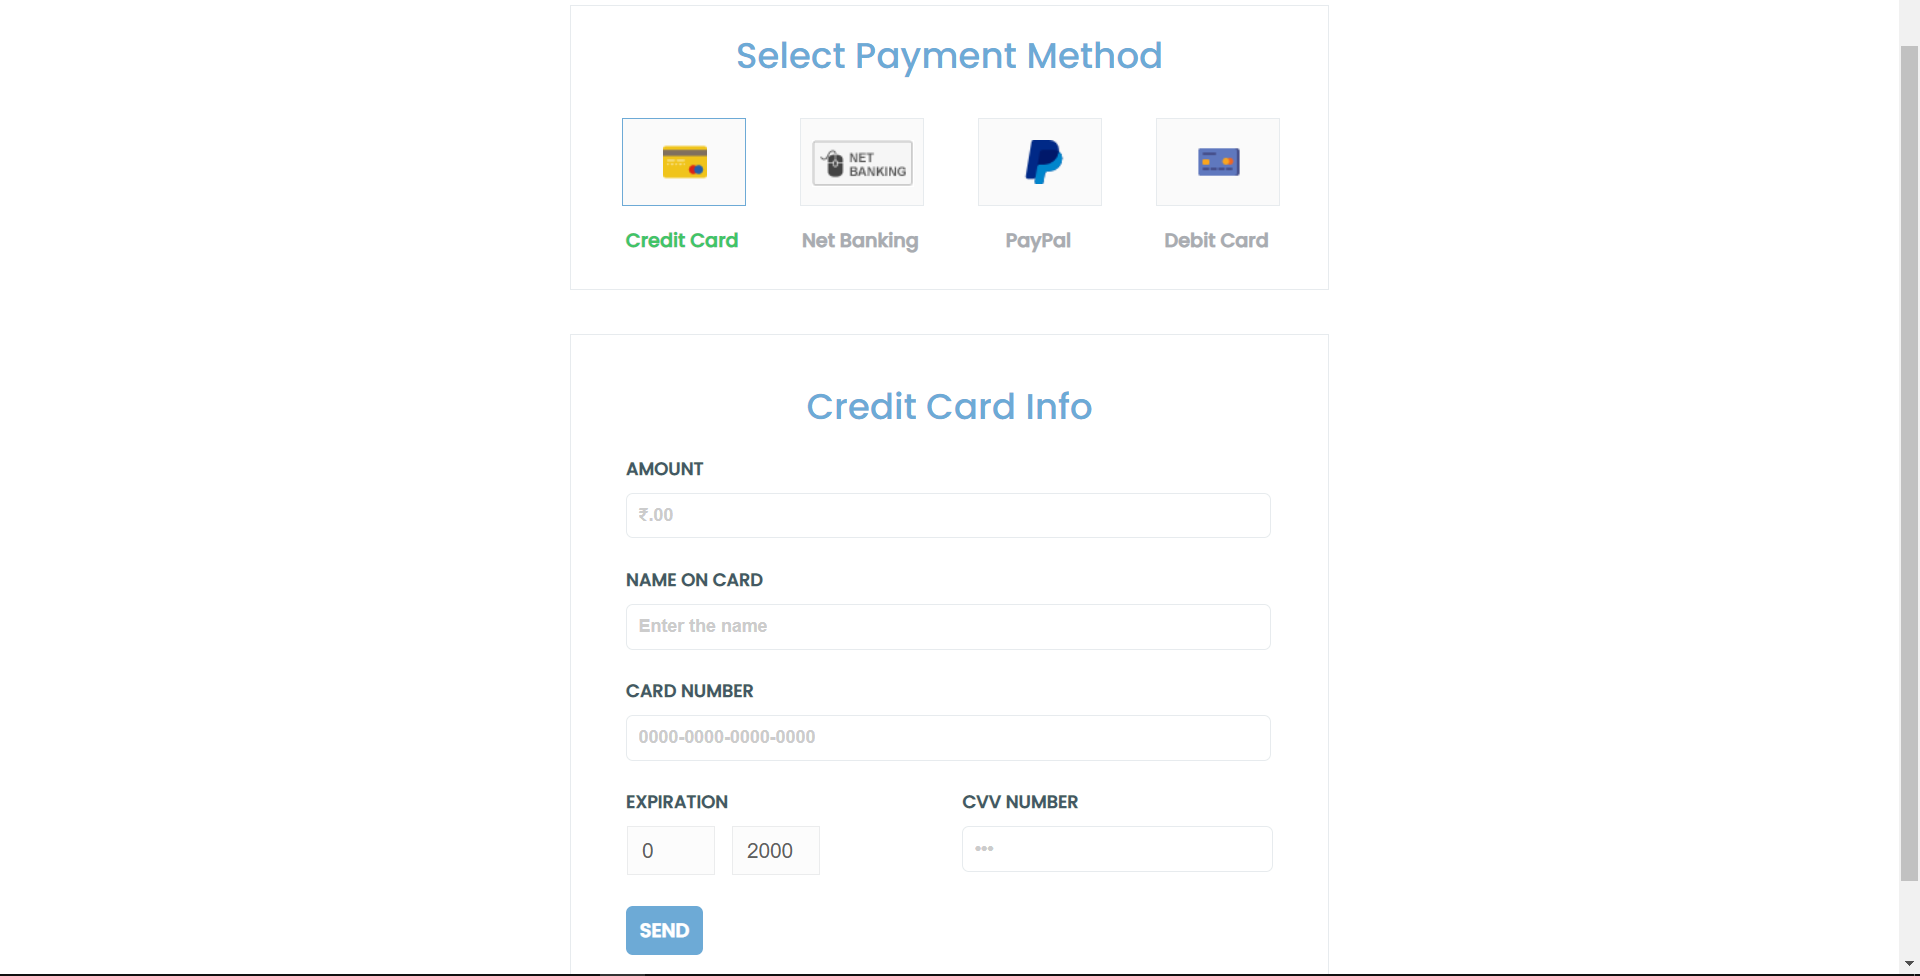 Select Payment Method
NET
BANKING
Credit Card
Net Banking
PayPal
Debit Card
Credit Card Info
AMOUNT
₹.00
NAME ON CARD
Enter the name
CARD NUMBER
0000-0000-0000-0000
EXPIRATION
CVV NUMBER
0
2000
•••
SEND